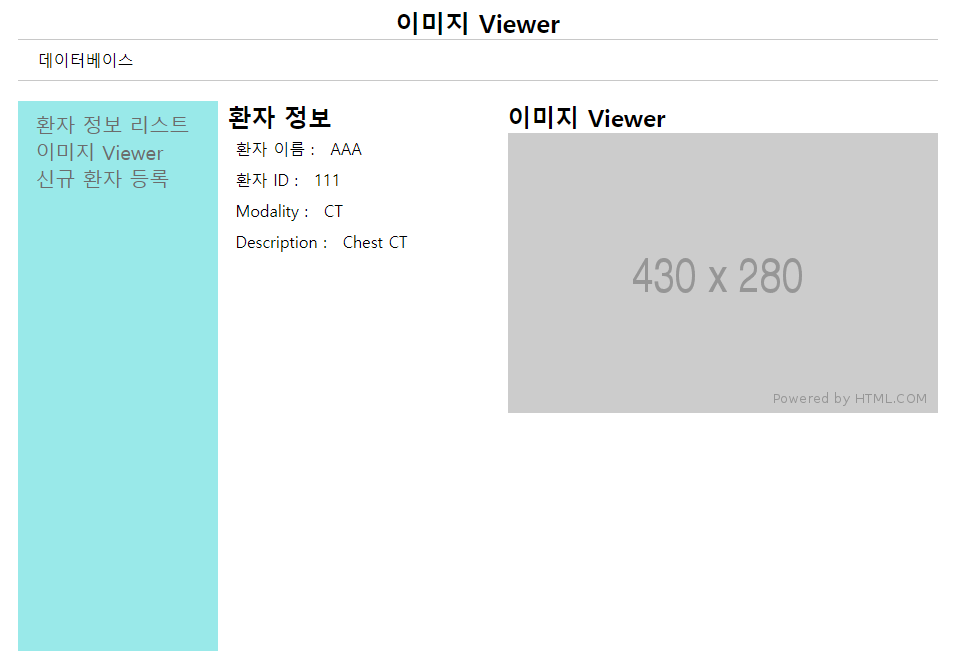 이미지 Viewer
데이터베이스
환자 정보 리스트
이미지 Viewer
신규 환자 등록
환자 정보
환자 이름 : AAA
환자 ID : 111
Modality : CT
Description : Chest CT
이미지 Viewer
430 x 280
Powered by HTML.COM